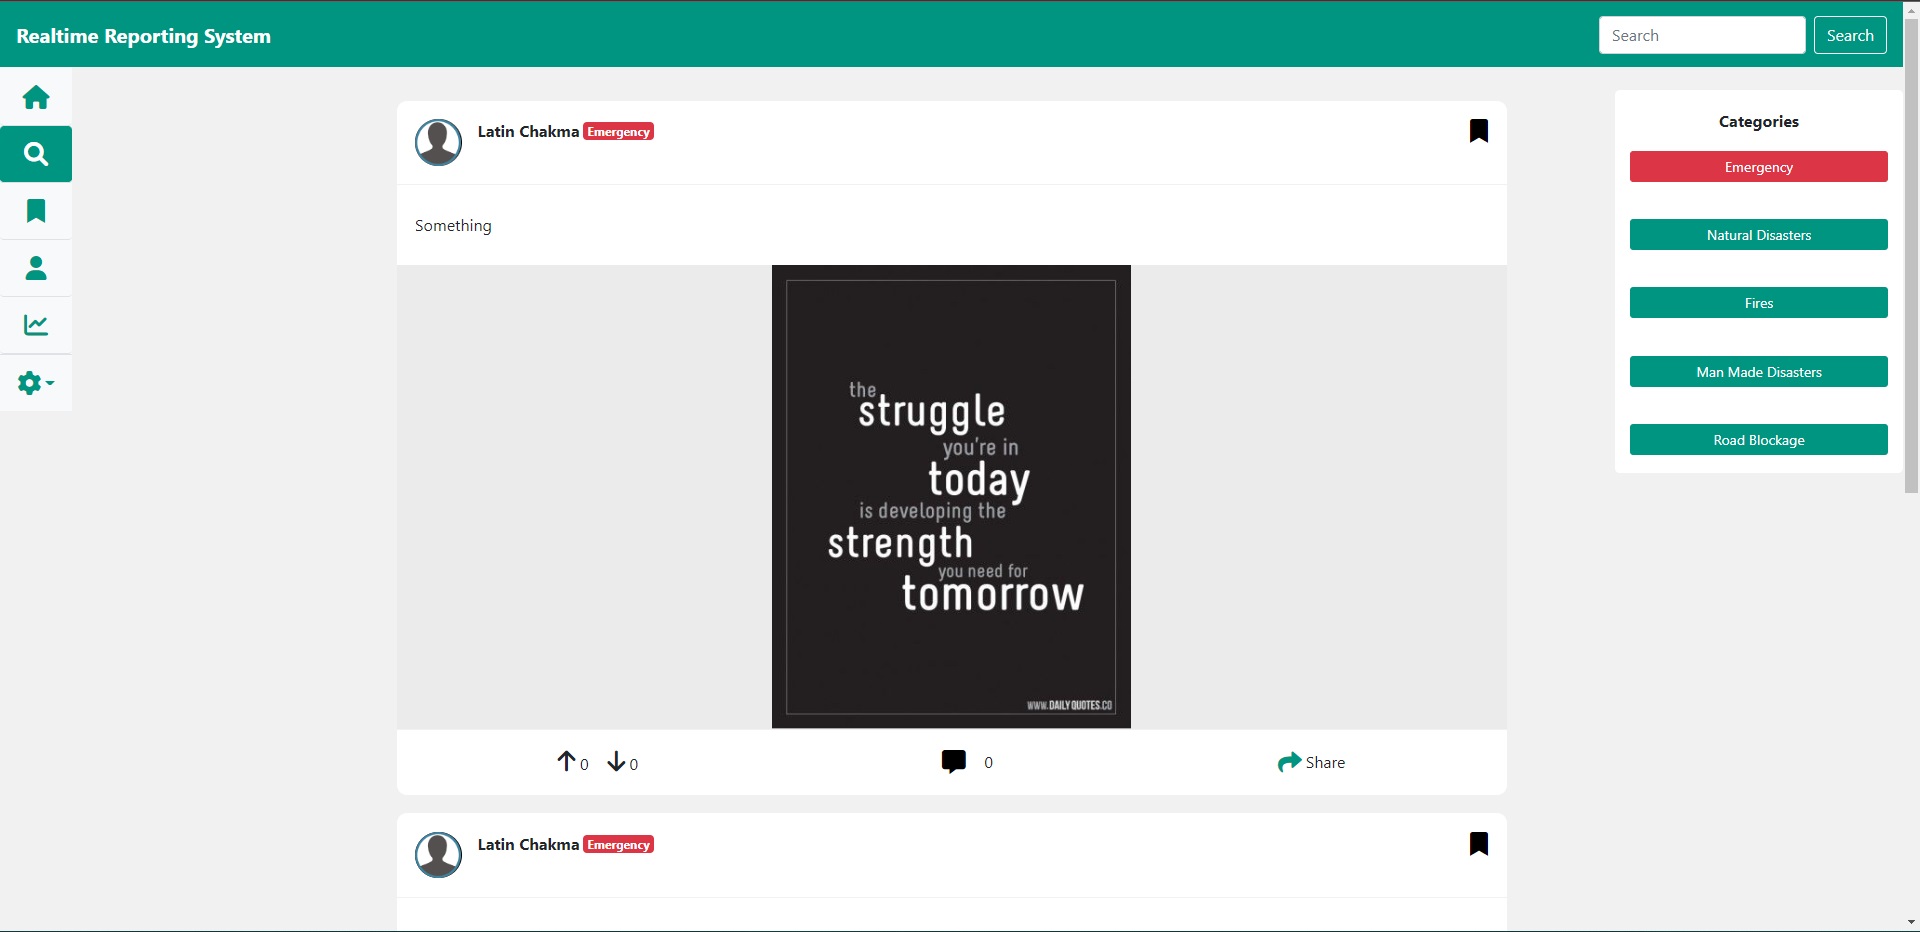 Realtime Reporting System
Search
Search
Latin Chakma Emergency
Something
the
struggle
you're in
today
is developing the
strength
you need for
tomorrow
WWW.DAILYQUOTES.CO
0
0
0
Share
Latin Chakma Emergency
Categories
Emergency
Natural Disasters
Fires
Man Made Disasters
Road Blockage